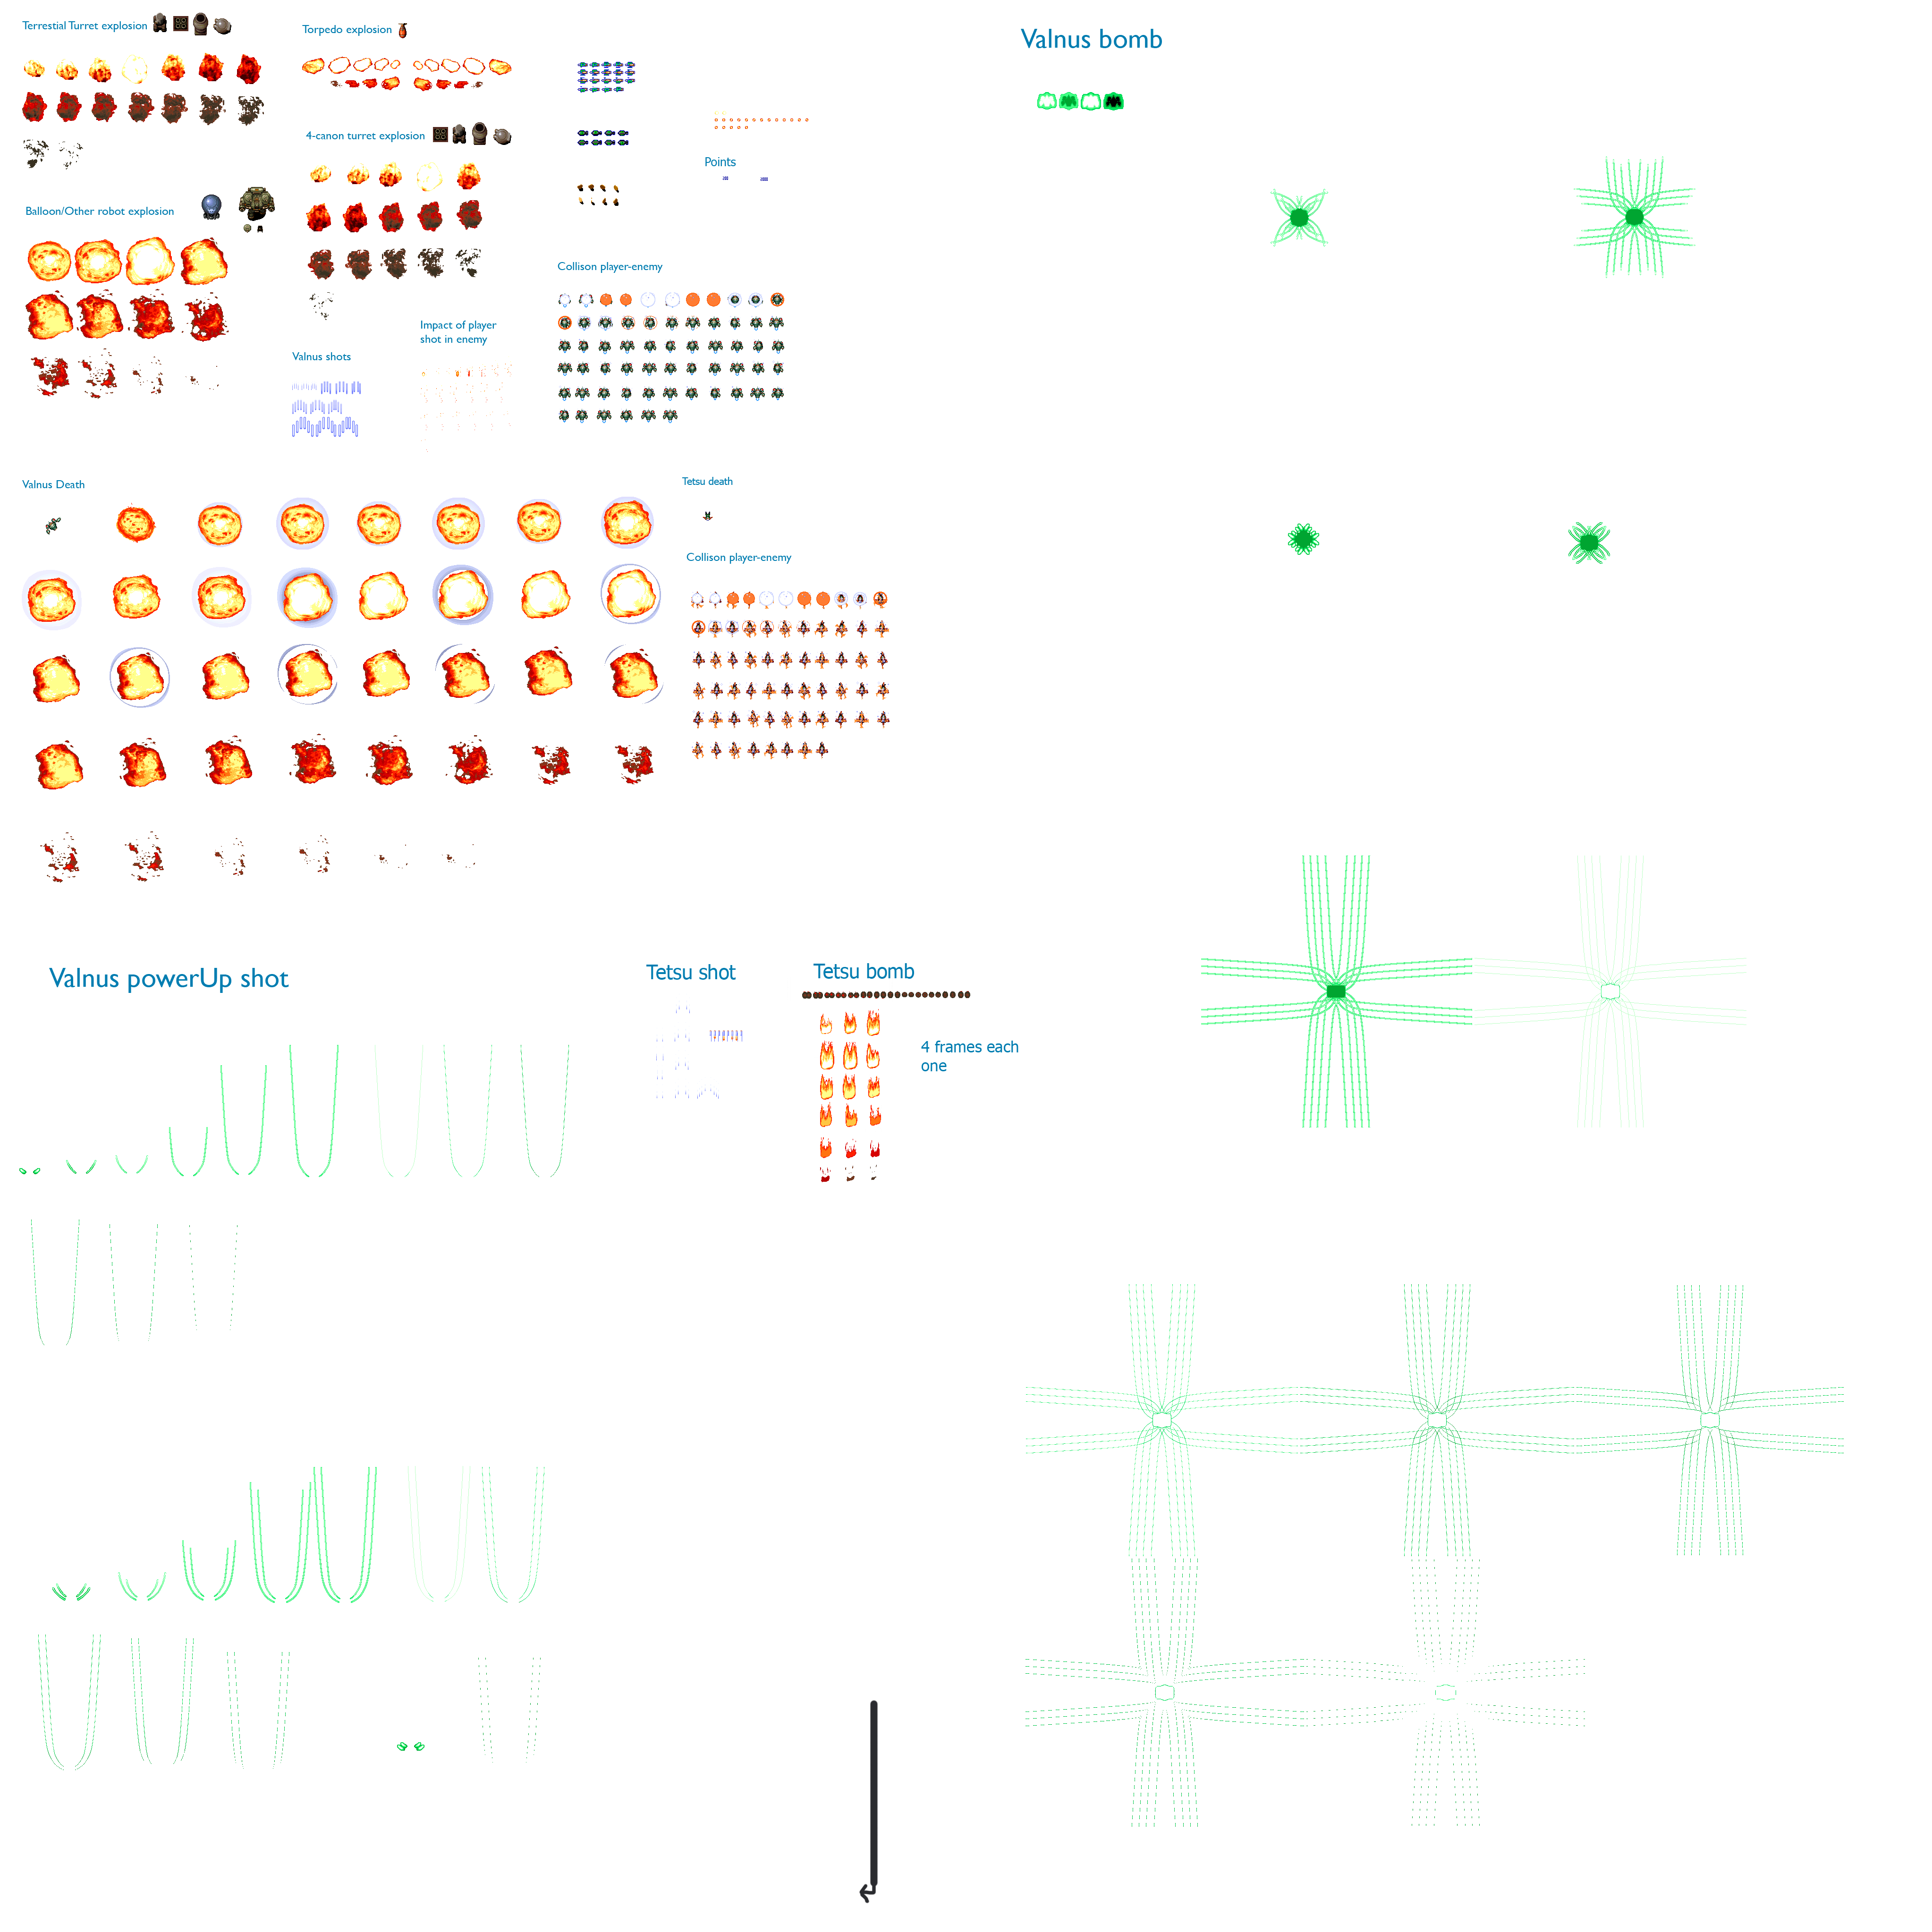 Terrestial Turret explosion
Torpedo explosion
Valnus bomb
4-canon turret explosion
Points
Balloon/Other robot explosion
Collison player-enemy
Impact of player
shot in enemy
Valnus shots
Valnus Death
Tetsu death
Collison player-enemy
Valnus powerUp shot
Tetsu shot
Tetsu bomb
4 frames each
one